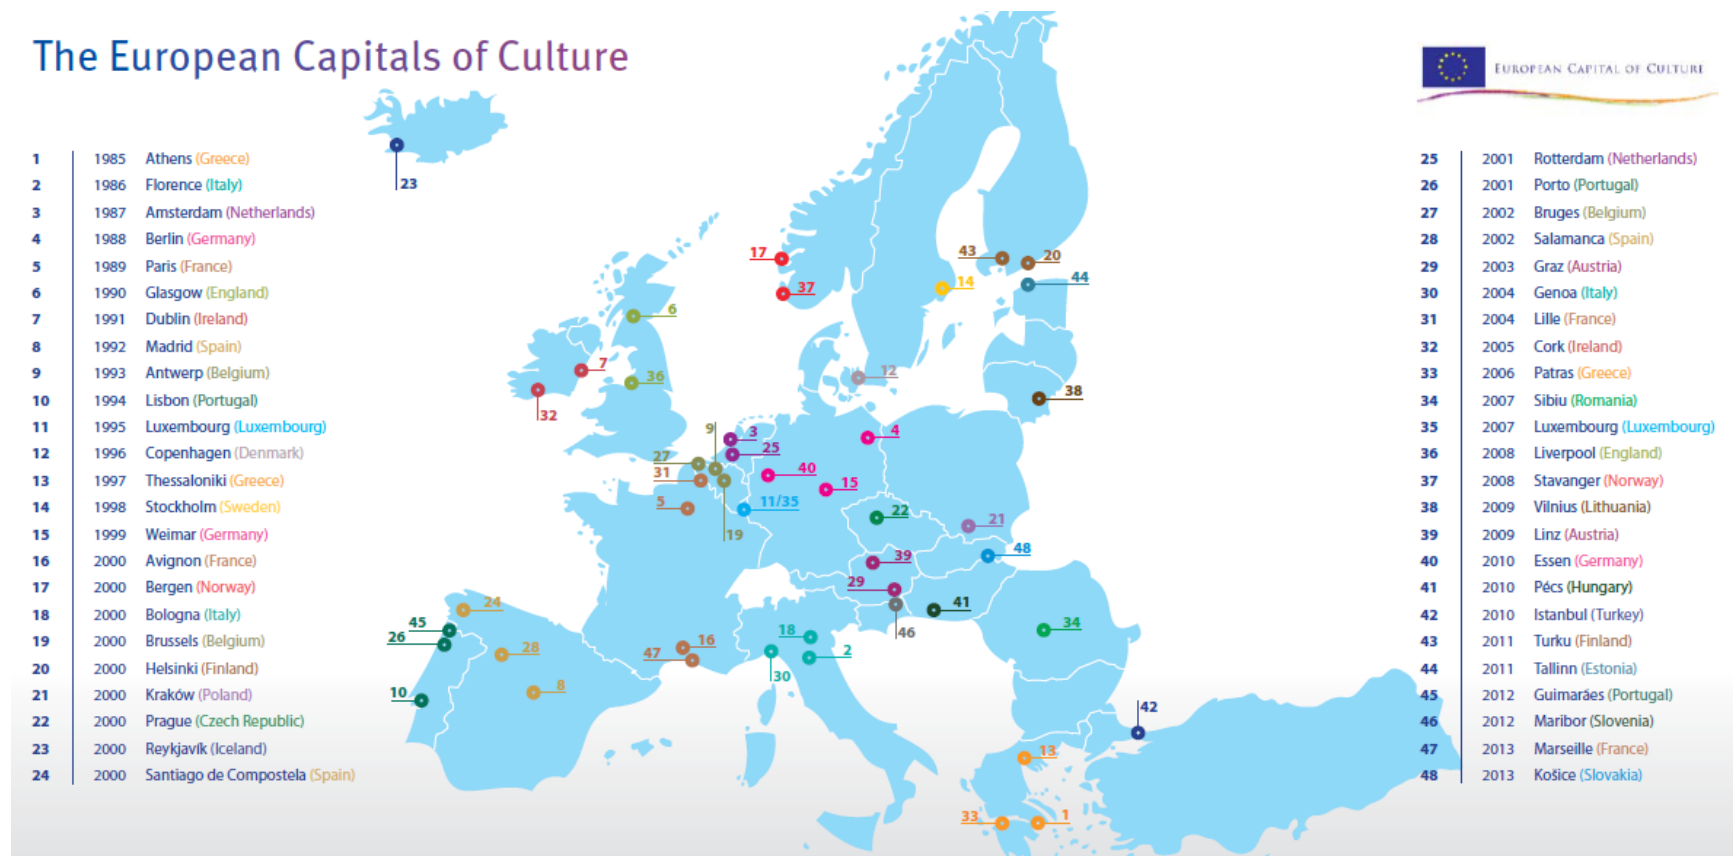 The European Capitals of Culture
EUROPEAN CAPITAL OF CULTURE
1 1985 Athens (Greece)
2 1986 Florence (Italy)
3 1987 Amsterdam (Netherlands)
4 1988 Berlin (Germany)
5 1989 Paris (France)
6 1990 Glasgow (England)
7 1991 Dublin (Ireland)
8 1992 Madrid (Spain)
9 1993 Antwerp (Belgium)
10 1994 Lisbon (Portugal)
11 1995 Luxembourg (Luxembourg)
12 1996 Copenhagen (Denmark)
13 1997 Thessaloniki (Greece)
14 1998 Stockholm (Sweden)
15 1999 Weimar (Germany)
16 2000 Avignon (France)
17 2000 Bergen (Norway)
18 2000 Bologna (Italy)
19 2000 Brussels (Belgium)
20 2000 Helsinki (Finland)
21 2000 Kraków (Poland)
22 2000 Prague (Czech Republic)
23 2000 Reykjavík (Iceland)
24 2000 Santiago de Compostela (Spain)
23
17
37
43
20
14
44
6
7
36
32
12
38
9
3
25
4
27
31
40
15
5
11/35
19
22
21
48
39
29
41
46
24
45
26
28
34
18
2
16
47
30
8
10
42
13
33
1
25 2001 Rotterdam (Netherlands)
26 2001 Porto (Portugal)
27 2002 Bruges (Belgium)
28 2002 Salamanca (Spain)
29 2003 Graz (Austria)
30 2004 Genoa (Italy)
31 2004 Lille (France)
32 2005 Cork (Ireland)
33 2006 Patras (Greece)
34 2007 Sibiu (Romania)
35 2007 Luxembourg (Luxembourg)
36 2008 Liverpool (England)
37 2008 Stavanger (Norway)
38 2009 Vilnius (Lithuania)
39 2009 Linz (Austria)
40 2010 Essen (Germany)
41 2010 Pécs (Hungary)
42 2010 Istanbul (Turkey)
43 2011 Turku (Finland)
44 2011 Tallinn (Estonia)
45 2012 Guimarães (Portugal)
46 2012 Maribor (Slovenia)
47 2013 Marseille (France)
48 2013 Košice (Slovakia)